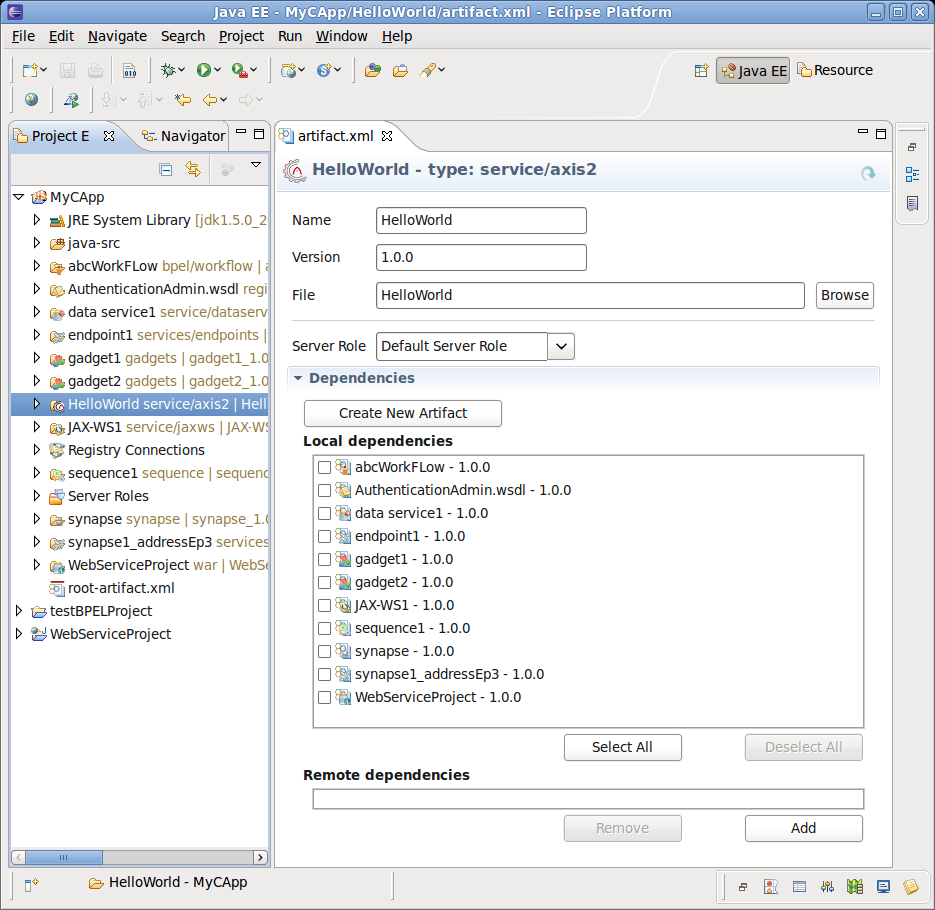 Java EE - MyCApp/HelloWorld/artifact.xml - Eclipse Platform
File Edit Navigate Search Project Run Window Help
010
Java EE Resource
Project E Navigator
MyCApp
JRE System Library [jdk1.5.0_2
java-src
abcWorkFLow bpel/workflow |
AuthenticationAdmin.wsdl regi
data service1 service/dataserv
endpoint1 services/endpoints |
gadget1 gadgets | gadget1_1.0
gadget2 gadgets | gadget2_1.0
HelloWorld service/axis2 | Hell
JAX-WS1 service/jaxws | JAX-WS
Registry Connections
sequence1 sequence | sequenc
Server Roles
synapse synapse | synapse_1.0
synapse1_addressEp3 services
WebServiceProject war | WebSe
root-artifact.xml
testBPELProject
WebServiceProject
artifact.xml
HelloWorld - type: service/axis2
Name HelloWorld
Version 1.0.0
File HelloWorld Browse
Server Role Default Server Role
Dependencies
Create New Artifact
Local dependencies
abcWorkFLow - 1.0.0
AuthenticationAdmin.wsdl - 1.0.0
data service1 - 1.0.0
endpoint1 - 1.0.0
gadget1 - 1.0.0
gadget2 - 1.0.0
JAX-WS1 - 1.0.0
sequence1 - 1.0.0
synapse - 1.0.0
synapse1_addressEp3 - 1.0.0
WebServiceProject - 1.0.0
Select All Deselect All
Remote dependencies
Remove Add
HelloWorld - MyCApp